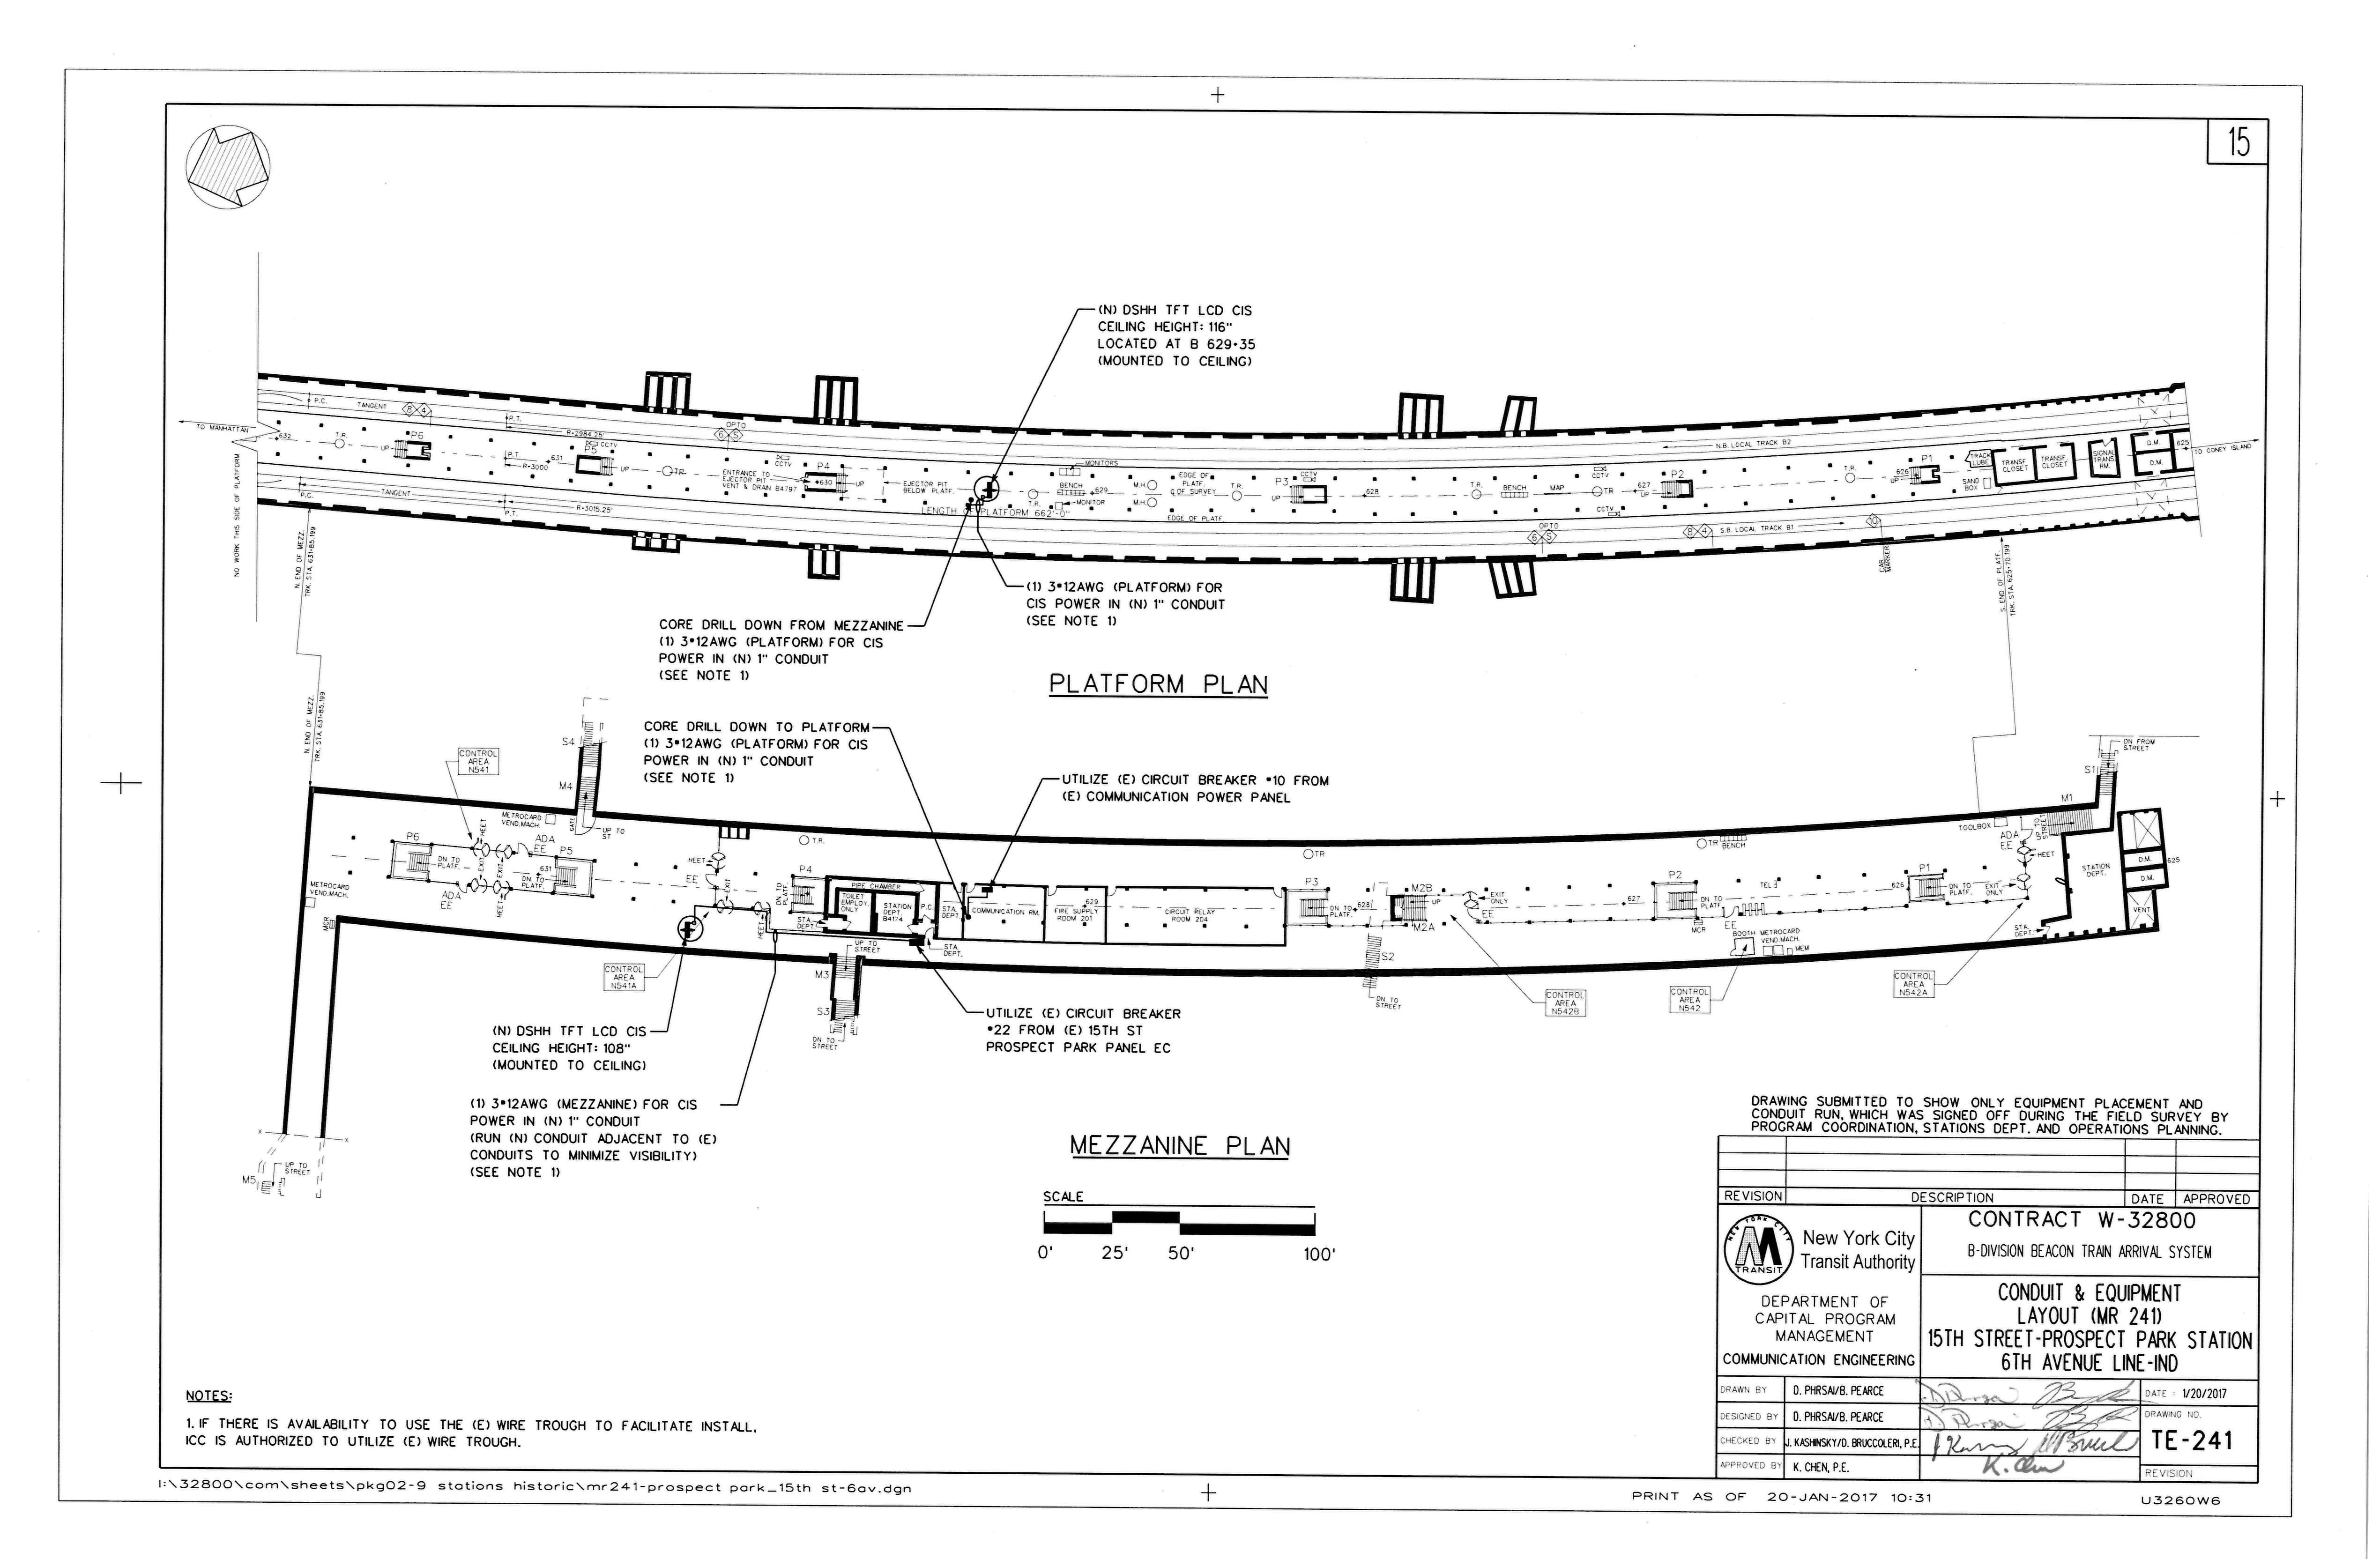 15
(N) DSHH TFT LCD CIS
CEILING HEIGHT: 116"
LOCATED AT B 629+35
(MOUNTED TO CEILING)
TO MANHATTAN
632
T.R.
P.C.
TANGENT
8 4
UP
P6
P.T.
R=2984.25'
P.T.
R=3000
631
CCTV
P5
UP
T.R.
OPTO
6 S
CCTV
ENTRANCE TO
EJECTOR PIT
VENT & DRAIN B4797
P4
630
UP
EJECTOR PIT
BELOW PLATF.
LENGTH OF PLATFORM 662'-0"
T.R.
MONITORS
BENCH
629
MONITOR
M.H.
M.H.
EDGE OF
PLATF.
OF SURVEY
EDGE OF PLATF.
T.R.
P3
CCTV
UP
628
T.R.
BENCH
MAP
CCTV
TR
CCTV
627
UP
P2
N.B. LOCAL TRACK B2
T.R.
626
UP
P1
SAND
BOX
TRACK
LUBE
TRANSF.
CLOSET
TRANSF.
CLOSET
SIGNAL
TRANS.
RM.
D.M.
D.M.
625
TO CONEY ISLAND
P.C.
TANGENT
P.T.
R=3015.25'
OPTO
6 S
8 4
S.B. LOCAL TRACK B1
10
CAR
MARKER
NO WORK THIS SIDE OF PLATFORM
N. END OF MEZZ.
TRK. STA. 631+85.199
S. END OF PLATF.
TRK. STA. 625+70.199
(1) 3#12AWG (PLATFORM) FOR
CIS POWER IN (N) 1" CONDUIT
(SEE NOTE 1)
CORE DRILL DOWN FROM MEZZANINE
(1) 3#12AWG (PLATFORM) FOR CIS
POWER IN (N) 1" CONDUIT
(SEE NOTE 1)
PLATFORM PLAN
N. END OF MEZZ.
TRK. STA. 631+85.199
CORE DRILL DOWN TO PLATFORM
(1) 3#12AWG (PLATFORM) FOR CIS
POWER IN (N) 1" CONDUIT
(SEE NOTE 1)
UTILIZE (E) CIRCUIT BREAKER #10 FROM
(E) COMMUNICATION POWER PANEL
CONTROL
AREA
N541
S4
M4
GATE
UP TO
ST
METROCARD
VEND.MACH.
P6
DN TO
PLATF.
HEET
EXIT
EXIT
HEET
ADA
EE
ADA
EE
P5
631
DN TO
PLATF.
METROCARD
VEND.MACH.
MCR
HEET
EE
EXIT
HEET
T.R.
P4
DN TO
PLATF.
PIPE CHAMBER
TOILET
EMPLOY.
ONLY
STATION
DEPT.
B4174
P.C.
STA.
DEPT.
STA.
DEPT.
STA.
DEPT.
COMMUNICATION RM.
629
FIRE SUPPLY
ROOM 201
CIRCUIT RELAY
ROOM 204
TR
P3
DN TO
PLATF.
628
M2B
UP
M2A
S2
DN TO
STREET
EXIT
ONLY
EE
627
P2
DN TO
PLATF.
MCR
EE
TR
BENCH
BOOTH
METROCARD
VEND.MACH.
MEM
TEL
626
P1
DN TO
PLATF.
EXIT
ONLY
TOOLBOX
ADA
EE
HEET
UP TO
STREET
M1
S1
DN FROM
STREET
STATION
DEPT.
STA.
DEPT.
D.M.
D.M.
VENT
625
UP TO
STREET
M3
S3
DN TO
STREET
CONTROL
AREA
N541A
CONTROL
AREA
N542B
CONTROL
AREA
N542
CONTROL
AREA
N542A
(N) DSHH TFT LCD CIS
CEILING HEIGHT: 108"
(MOUNTED TO CEILING)
UTILIZE (E) CIRCUIT BREAKER
#22 FROM (E) 15TH ST
PROSPECT PARK PANEL EC
(1) 3#12AWG (MEZZANINE) FOR CIS
POWER IN (N) 1" CONDUIT
(RUN (N) CONDUIT ADJACENT TO (E)
CONDUITS TO MINIMIZE VISIBILITY)
(SEE NOTE 1)
X
X
UP TO
STREET
M5
MEZZANINE PLAN
SCALE
0' 25' 50' 100'
DRAWING SUBMITTED TO SHOW ONLY EQUIPMENT PLACEMENT AND
CONDUIT RUN, WHICH WAS SIGNED OFF DURING THE FIELD SURVEY BY
PROGRAM COORDINATION, STATIONS DEPT. AND OPERATIONS PLANNING.
REVISION DESCRIPTION DATE APPROVED
NEW YORK CITY
TRANSIT
New York City
Transit Authority
DEPARTMENT OF
CAPITAL PROGRAM
MANAGEMENT
COMMUNICATION ENGINEERING
CONTRACT W-32800
B-DIVISION BEACON TRAIN ARRIVAL SYSTEM
CONDUIT & EQUIPMENT
LAYOUT (MR 241)
15TH STREET-PROSPECT PARK STATION
6TH AVENUE LINE-IND
DRAWN BY D. PHRSAI/B. PEARCE
DESIGNED BY D. PHRSAI/B. PEARCE
CHECKED BY J. KASHINSKY/D. BRUCCOLERI, P.E.
APPROVED BY K. CHEN, P.E.
K. Chen
DATE : 1/20/2017
DRAWING NO.
TE-241
REVISION
NOTES:
1. IF THERE IS AVAILABILITY TO USE THE (E) WIRE TROUGH TO FACILITATE INSTALL,
ICC IS AUTHORIZED TO UTILIZE (E) WIRE TROUGH.
I:\32800\com\sheets\pkg02-9 stations historic\mr241-prospect park_15th st-6av.dgn
PRINT AS OF 20-JAN-2017 10:31
U3260W6